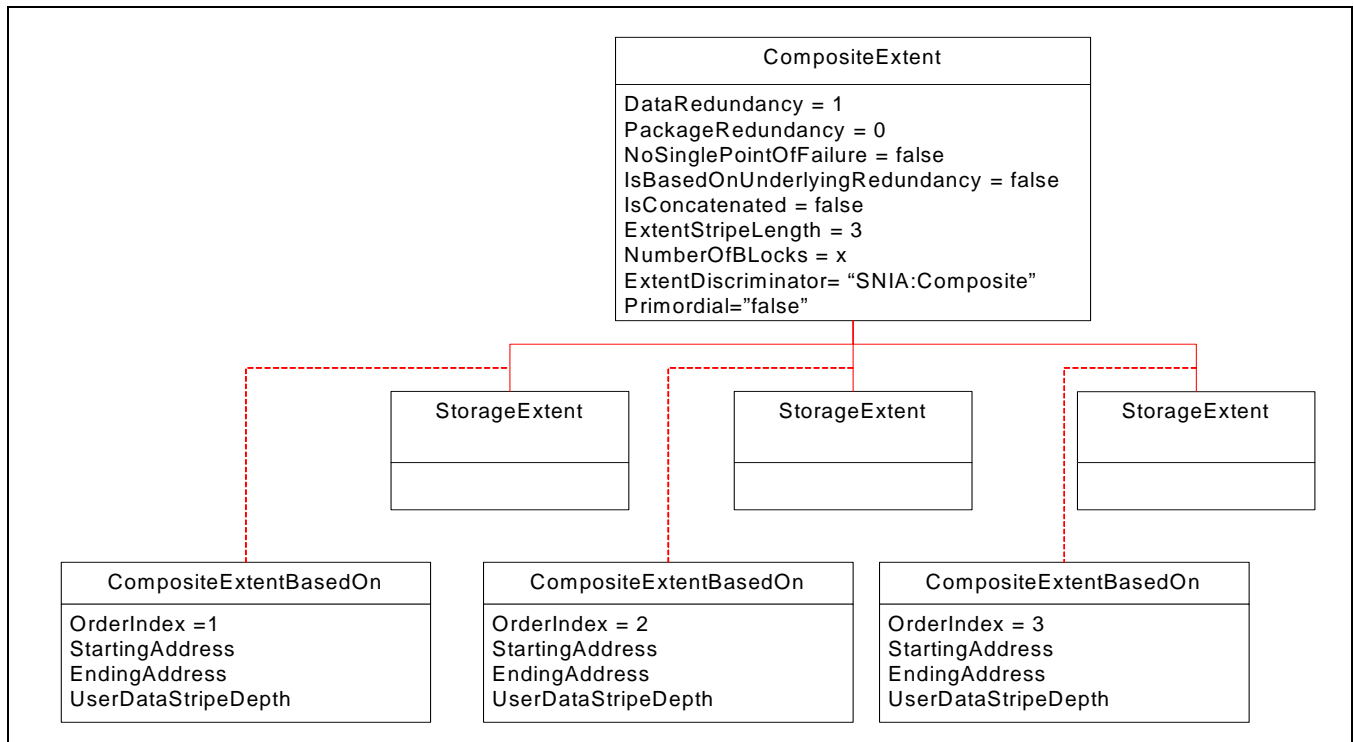 CompositeExtent
DataRedundancy = 1
PackageRedundancy = 0
NoSinglePointOfFailure = false
IsBasedOnUnderlyingRedundancy = false
IsConcatenated = false
ExtentStripeLength = 3
NumberOfBLocks = x
ExtentDiscriminator= “SNIA:Composite”
Primordial=”false”
StorageExtent
StorageExtent
StorageExtent
CompositeExtentBasedOn
OrderIndex =1
StartingAddress
EndingAddress
UserDataStripeDepth
CompositeExtentBasedOn
OrderIndex = 2
StartingAddress
EndingAddress
UserDataStripeDepth
CompositeExtentBasedOn
OrderIndex = 3
StartingAddress
EndingAddress
UserDataStripeDepth